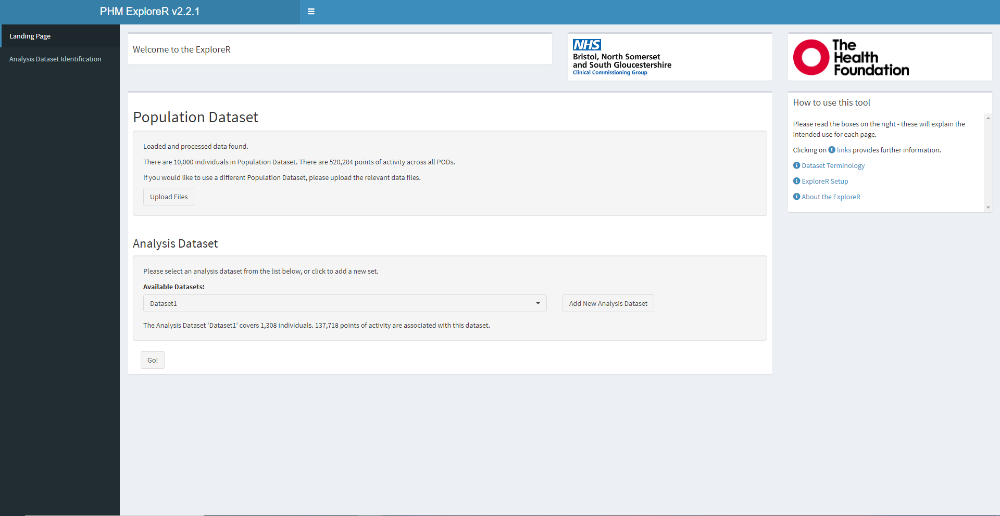 PHM ExploreR v2.2.1
Landing Page
Analysis Dataset Identification
Welcome to the ExploreR
NHS
Bristol, North Somerset
and South Gloucestershire
Clinical Commissioning Group
The
Health
Foundation
Population Dataset
Loaded and processed data found.
There are 10,000 individuals in Population Dataset. There are 520,284 points of activity across all PODs.
If you would like to use a different Population Dataset, please upload the relevant data files.
Upload Files
Analysis Dataset
Please select an analysis dataset from the list below, or click to add a new set.
Available Datasets:
Dataset1
Add New Analysis Dataset
The Analysis Dataset 'Dataset1' covers 1,308 individuals. 137,718 points of activity are associated with this dataset.
Go!
How to use this tool
Please read the boxes on the right - these will explain the
intended use for each page.
Clicking on links provides further information.
Dataset Terminology
ExploreR Setup
About the ExploreR